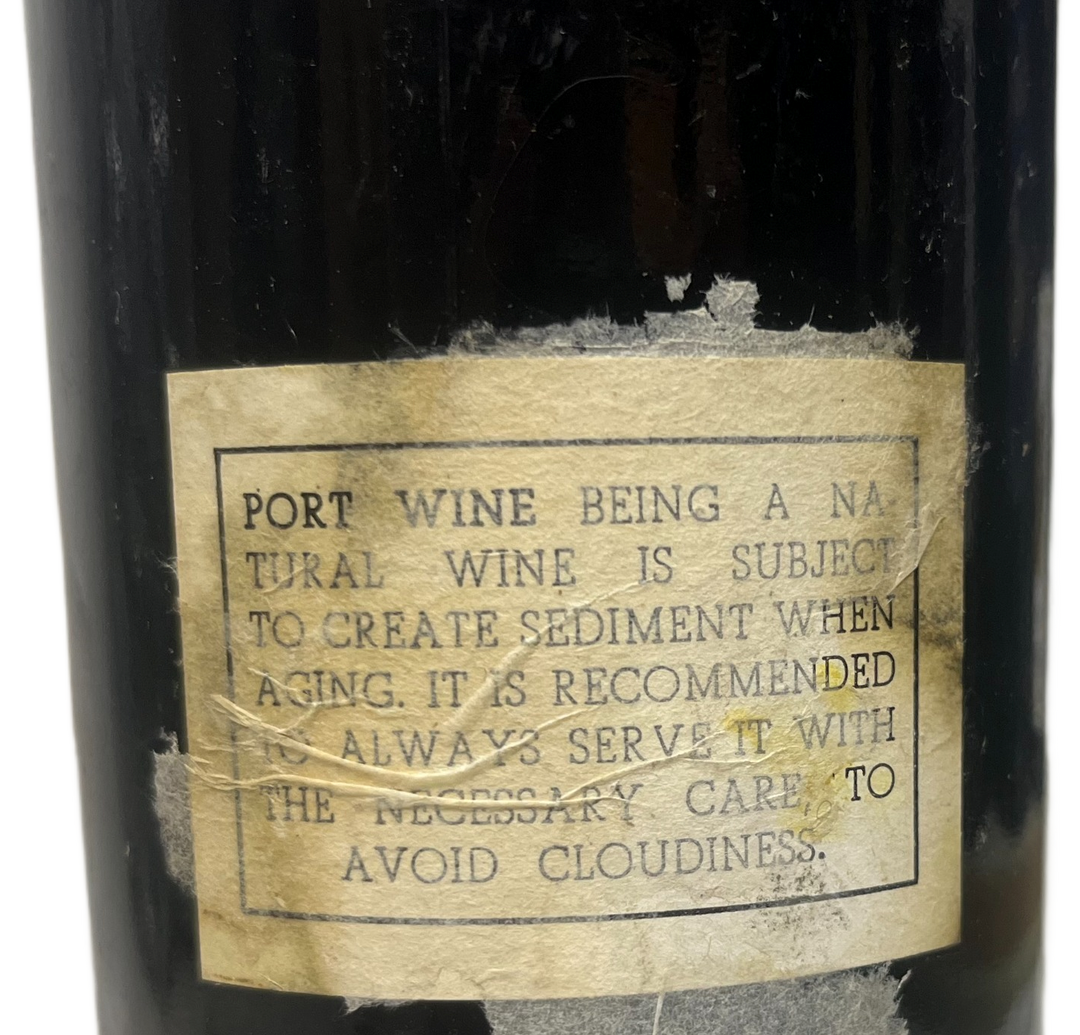 PORT WINE BEING A NA-
TURAL WINE IS SUBJECT
TO CREATE SEDIMENT WHEN
AGING. IT IS RECOMMENDED
TO ALWAYS SERVE IT WITH
THE NECESSARY CARE, TO
AVOID CLOUDINESS.